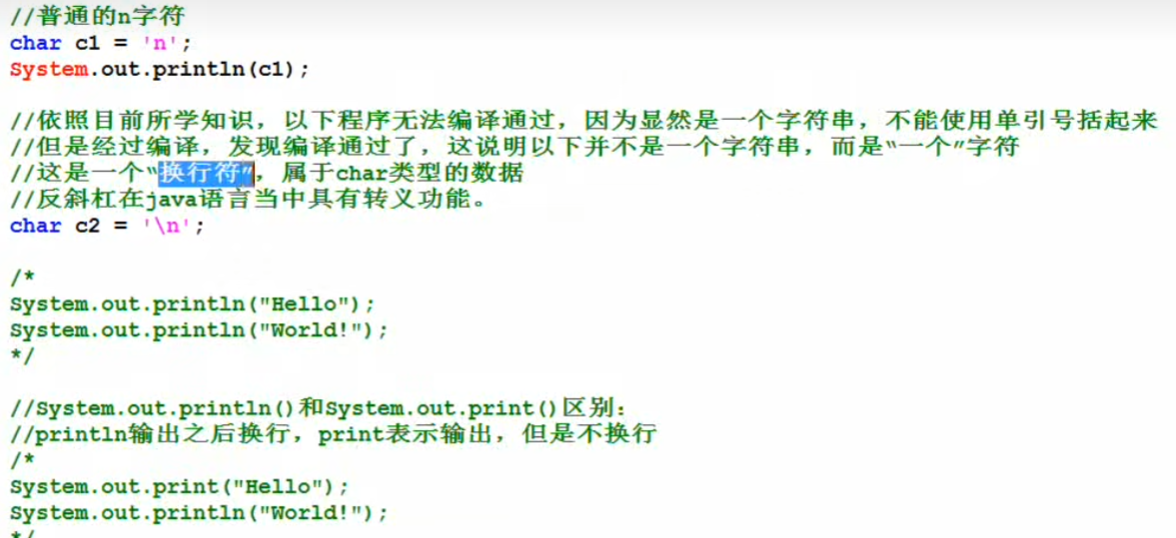 //普通的n字符
char c1 = 'n';
System.out.println(c1);
//依照目前所学知识，以下程序无法编译通过，因为显然是一个字符串，不能使用单引号括起来
//但是经过编译，发现编译通过了，这说明以下并不是一个字符串，而是“一个”字符
//这是一个“换行符”，属于char类型的数据
//反斜杠在java语言当中具有转义功能。
char c2 = '\n';
/*
System.out.println("Hello");
System.out.println("World!");
*/
//System.out.println()和System.out.print()区别：
//println输出之后换行，print表示输出，但是不换行
/*
System.out.print("Hello");
System.out.println("World!");
*/